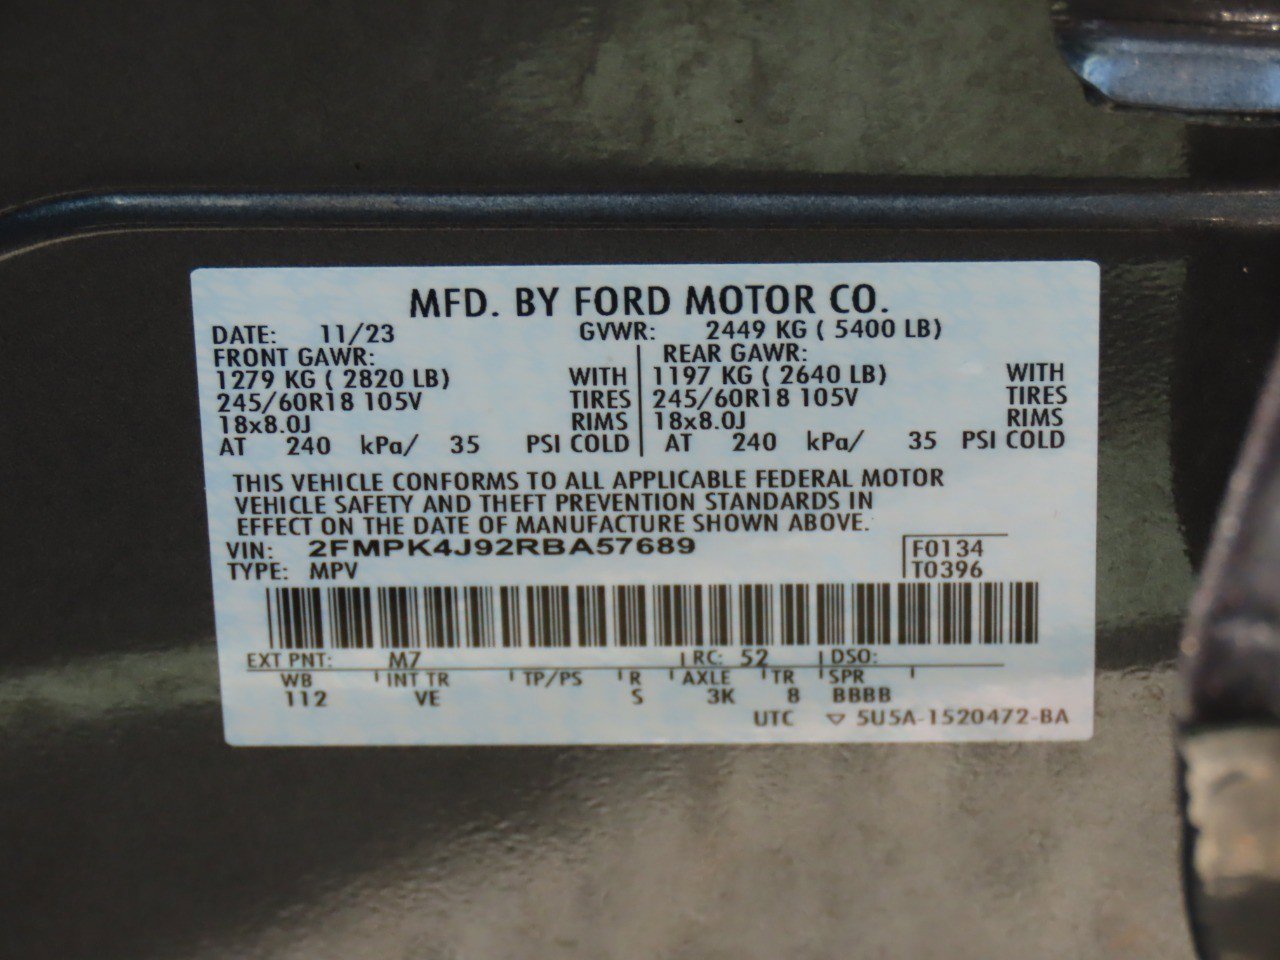 MFD. BY FORD MOTOR CO.
DATE: 11/23 GVWR: 2449 KG ( 5400 LB)
FRONT GAWR: REAR GAWR:
1279 KG ( 2820 LB) WITH 1197 KG ( 2640 LB) WITH
245/60R18 105V TIRES 245/60R18 105V TIRES
18x8.0J RIMS 18x8.0J RIMS
AT 240 kPa/ 35 PSI COLD AT 240 kPa/ 35 PSI COLD
THIS VEHICLE CONFORMS TO ALL APPLICABLE FEDERAL MOTOR
VEHICLE SAFETY AND THEFT PREVENTION STANDARDS IN
EFFECT ON THE DATE OF MANUFACTURE SHOWN ABOVE.
VIN: 2FMPK4J92RBA57689 F0134
TYPE: MPV T0396
EXT PNT: M7 RC: 52 DSO:
WB INT TR TP/PS R AXLE TR SPR
112 VE S 3K 8 BBBB
UTC ▽ 5U5A-1520472-BA